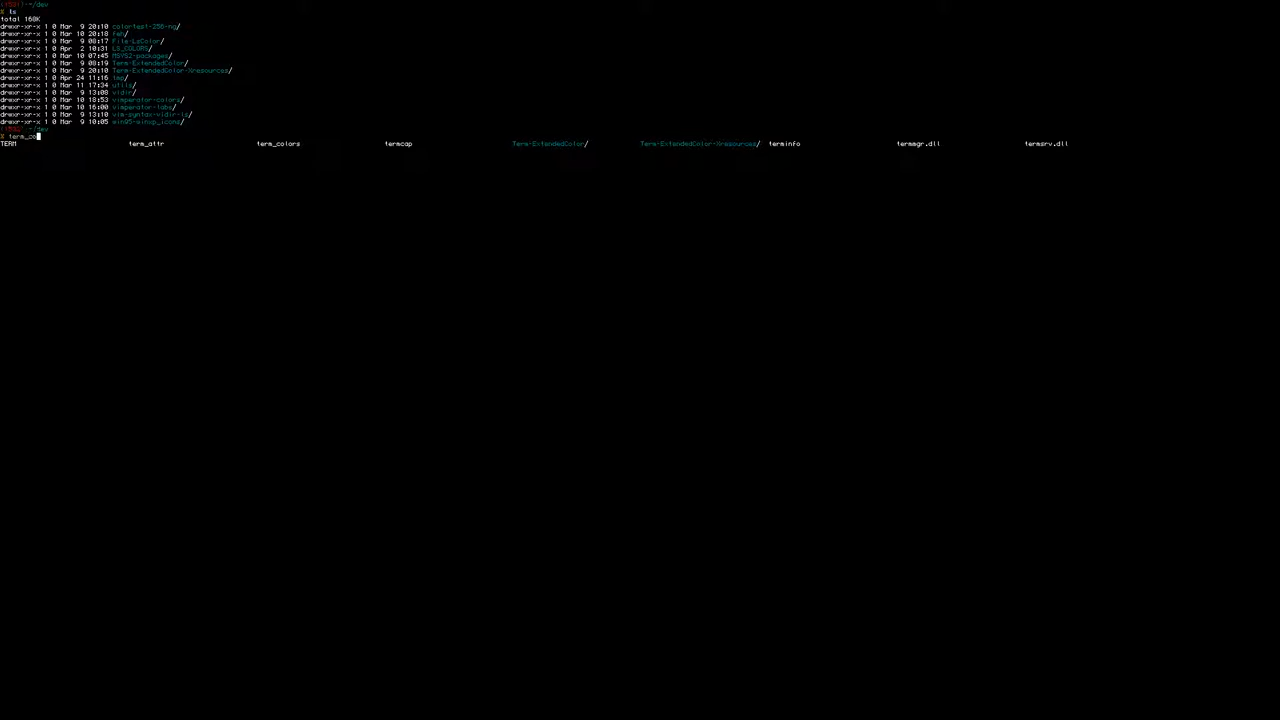 ~/dev
% ls
total 168K
drwxr-xr-x 1 0 Mar  9 20:10 colortest-256-ng/
drwxr-xr-x 1 0 Mar 10 20:18 feh/
drwxr-xr-x 1 0 Mar  9 08:17 File-LsColor/
drwxr-xr-x 1 0 Apr  2 10:31 LS_COLORS/
drwxr-xr-x 1 0 Mar 10 07:45 MSYS2-packages/
drwxr-xr-x 1 0 Mar  9 08:19 Term-ExtendedColor/
drwxr-xr-x 1 0 Mar  9 20:10 Term-ExtendedColor-Xresources/
drwxr-xr-x 1 0 Apr 24 11:16 tmp/
drwxr-xr-x 1 0 Mar 11 17:34 utils/
drwxr-xr-x 1 0 Mar  9 13:08 vidir/
drwxr-xr-x 1 0 Mar 10 18:53 vimperator-colors/
drwxr-xr-x 1 0 Mar 10 16:00 vimperator-labs/
drwxr-xr-x 1 0 Mar  9 13:10 vim-syntax-vidir-ls/
drwxr-xr-x 1 0 Mar  9 10:05 win95-winxp_icons/
~/dev
% term_co
TERM term_attr term_colors termcap Term-ExtendedColor/ Term-ExtendedColor-Xresources/ terminfo termmgr.dll termsrv.dll